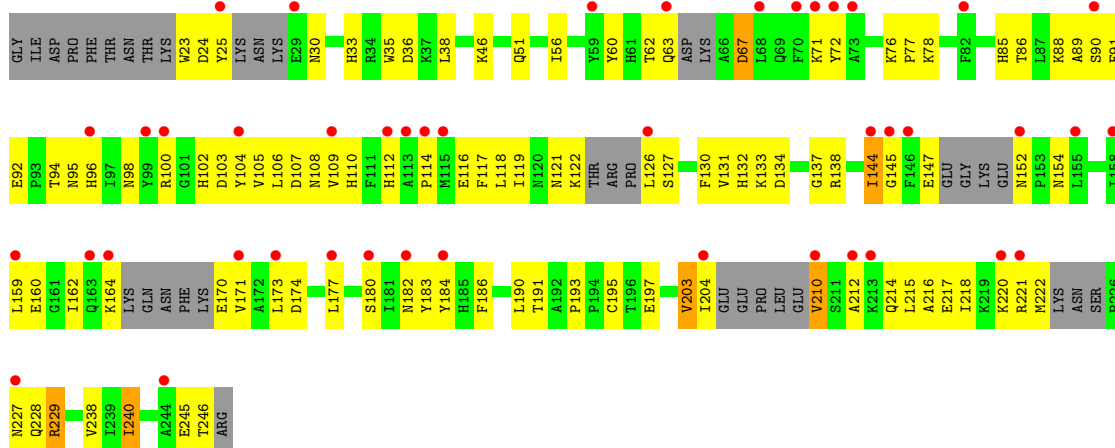 GLY ILE ASP PRO PHE THR ASN THR THR LYS W23 D24 Y25 LYS ASN LYS E29 N30 H33 R34 W35 D36 K37 L38 K46 Q51 I56 Y59 Y60 H61 T62 Q63 ASP LYS A66 D67 L68 Q69 F70 K71 Y72 A73 K76 P77 K78 F82 H85 T86 L87 K88 A89 S90 E91
E92 P93 T94 N95 H96 I97 N98 Y99 R100 G101 H102 D103 Y104 V105 L106 D107 N108 V109 H110 F111 H112 A113 P114 M115 E116 F117 L118 I119 N120 N121 K122 THR ARG PRO L126 S127 F130 V131 H132 K133 D134 G137 R138 I144 G145 F146 E147 GLU GLY LYS GLU N152 P153 N154 L155 I158
L159 E160 G161 I162 Q163 K164 LYS GLN ASN PHE LYS E170 V171 A172 L173 D174 L177 S180 I181 N182 Y183 Y184 H185 F186 L190 T191 A192 P193 P194 C195 T196 E197 V203 I204 GLU GLU PRO LEU GLU V210 S211 A212 K213 Q214 L215 A216 E217 I218 K219 K220 R221 M222 LYS ASN SER R226
N227 Q228 R229 V238 I239 I240 A244 E245 T246 ARG